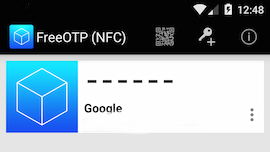 12:48
FreeOTP (NFC)
------
Google